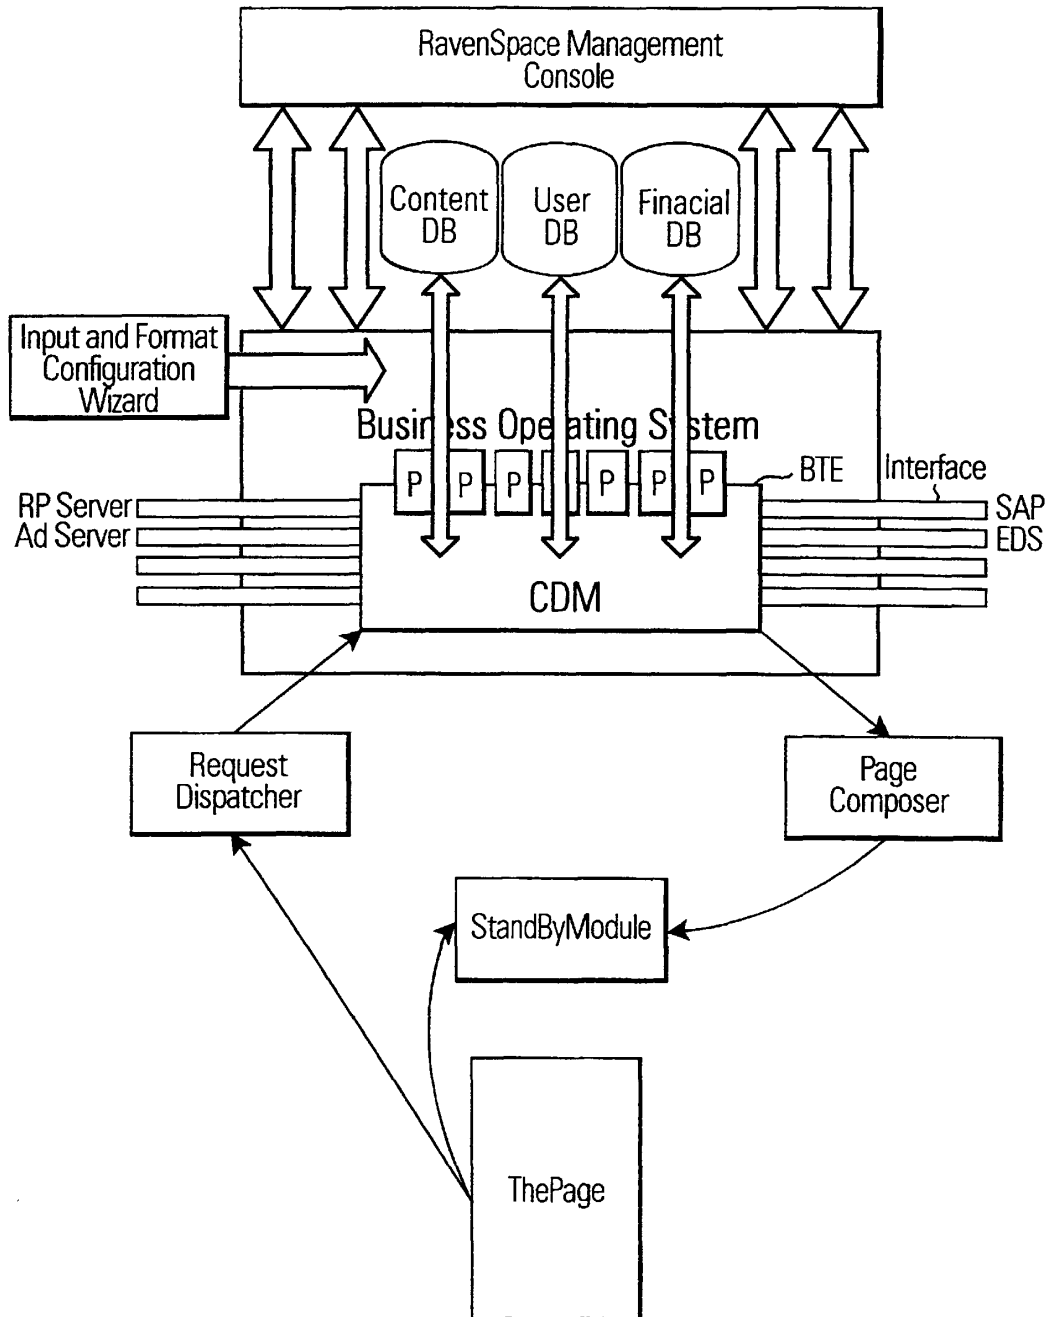 RavenSpace Management
Console
Content
DB
User
DB
Finacial
DB
Input and Format
Configuration
Wizard
Business Operating System
P P P P P P
BTE
Interface
RP Server
Ad Server
SAP
EDS
CDM
Request
Dispatcher
Page
Composer
StandByModule
ThePage